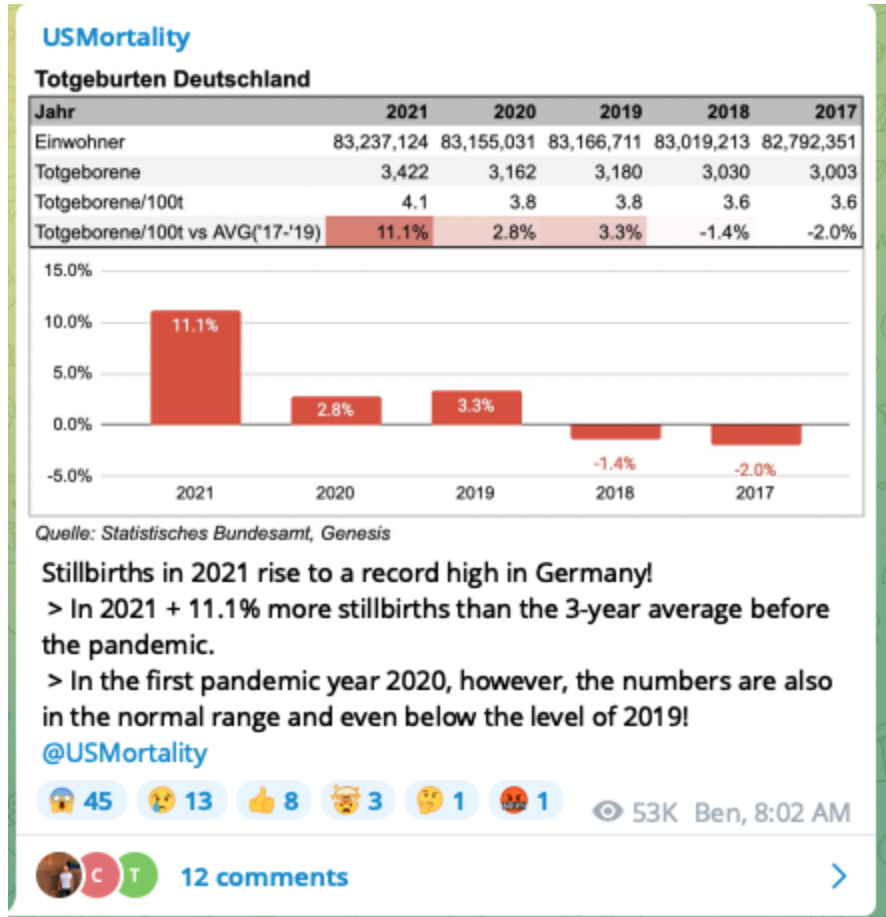 USMortality
Totgeburten Deutschland
Jahr 2021 2020 2019 2018 2017
Einwohner 83,237,124 83,155,031 83,166,711 83,019,213 82,792,351
Totgeborene 3,422 3,162 3,180 3,030 3,003
Totgeborene/100t 4.1 3.8 3.8 3.6 3.6
Totgeborene/100t vs AVG('17-'19) 11.1% 2.8% 3.3% -1.4% -2.0%
15.0%
10.0%
5.0%
0.0%
-5.0%
11.1%
2.8%
3.3%
-1.4%
-2.0%
2021 2020 2019 2018 2017
Quelle: Statistisches Bundesamt, Genesis
Stillbirths in 2021 rise to a record high in Germany!
> In 2021 + 11.1% more stillbirths than the 3-year average before
the pandemic.
> In the first pandemic year 2020, however, the numbers are also
in the normal range and even below the level of 2019!
@USMortality
45 13 8 3 1 1 53K Ben, 8:02 AM
C T 12 comments